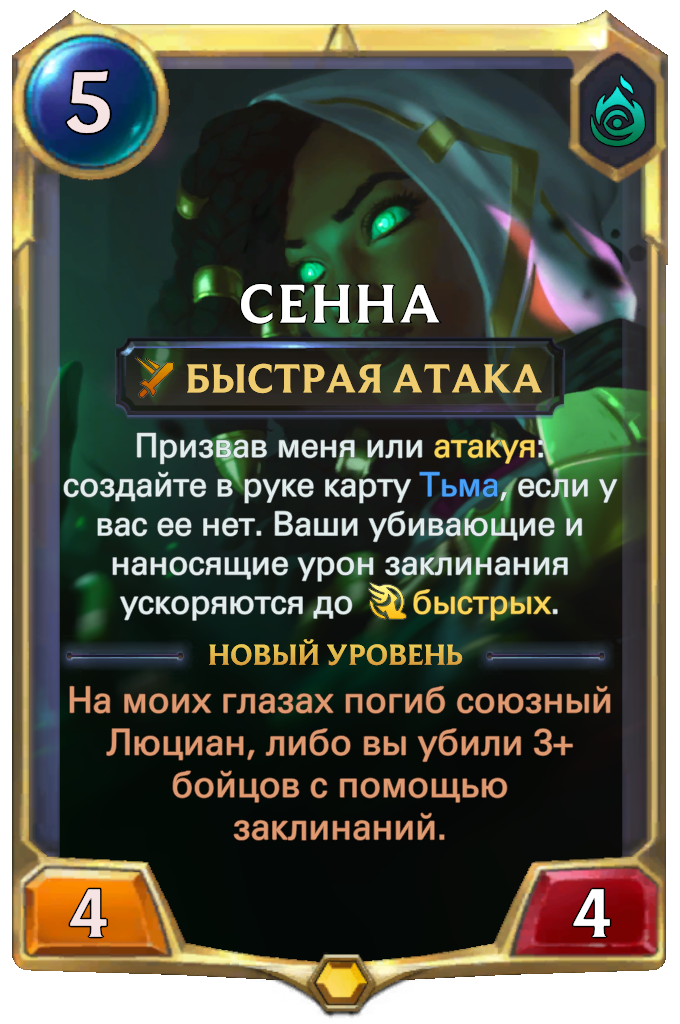 5
СЕННА
БЫСТРАЯ АТАКА
Призвав меня или атакуя:
создайте в руке карту Тьма, если у
вас ее нет. Ваши убивающие и
наносящие урон заклинания
ускоряются до быстрых.
НОВЫЙ УРОВЕНЬ
На моих глазах погиб союзный
Люциан, либо вы убили 3+
бойцов с помощью
заклинаний.
4
4